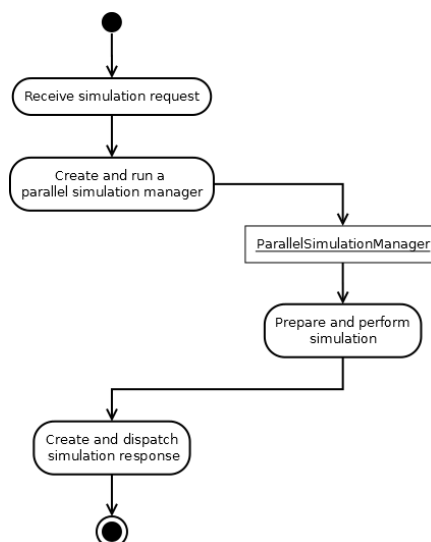 Receive simulation request
Create and run a
parallel simulation manager
ParallelSimulationManager
Prepare and perform
simulation
Create and dispatch
simulation response